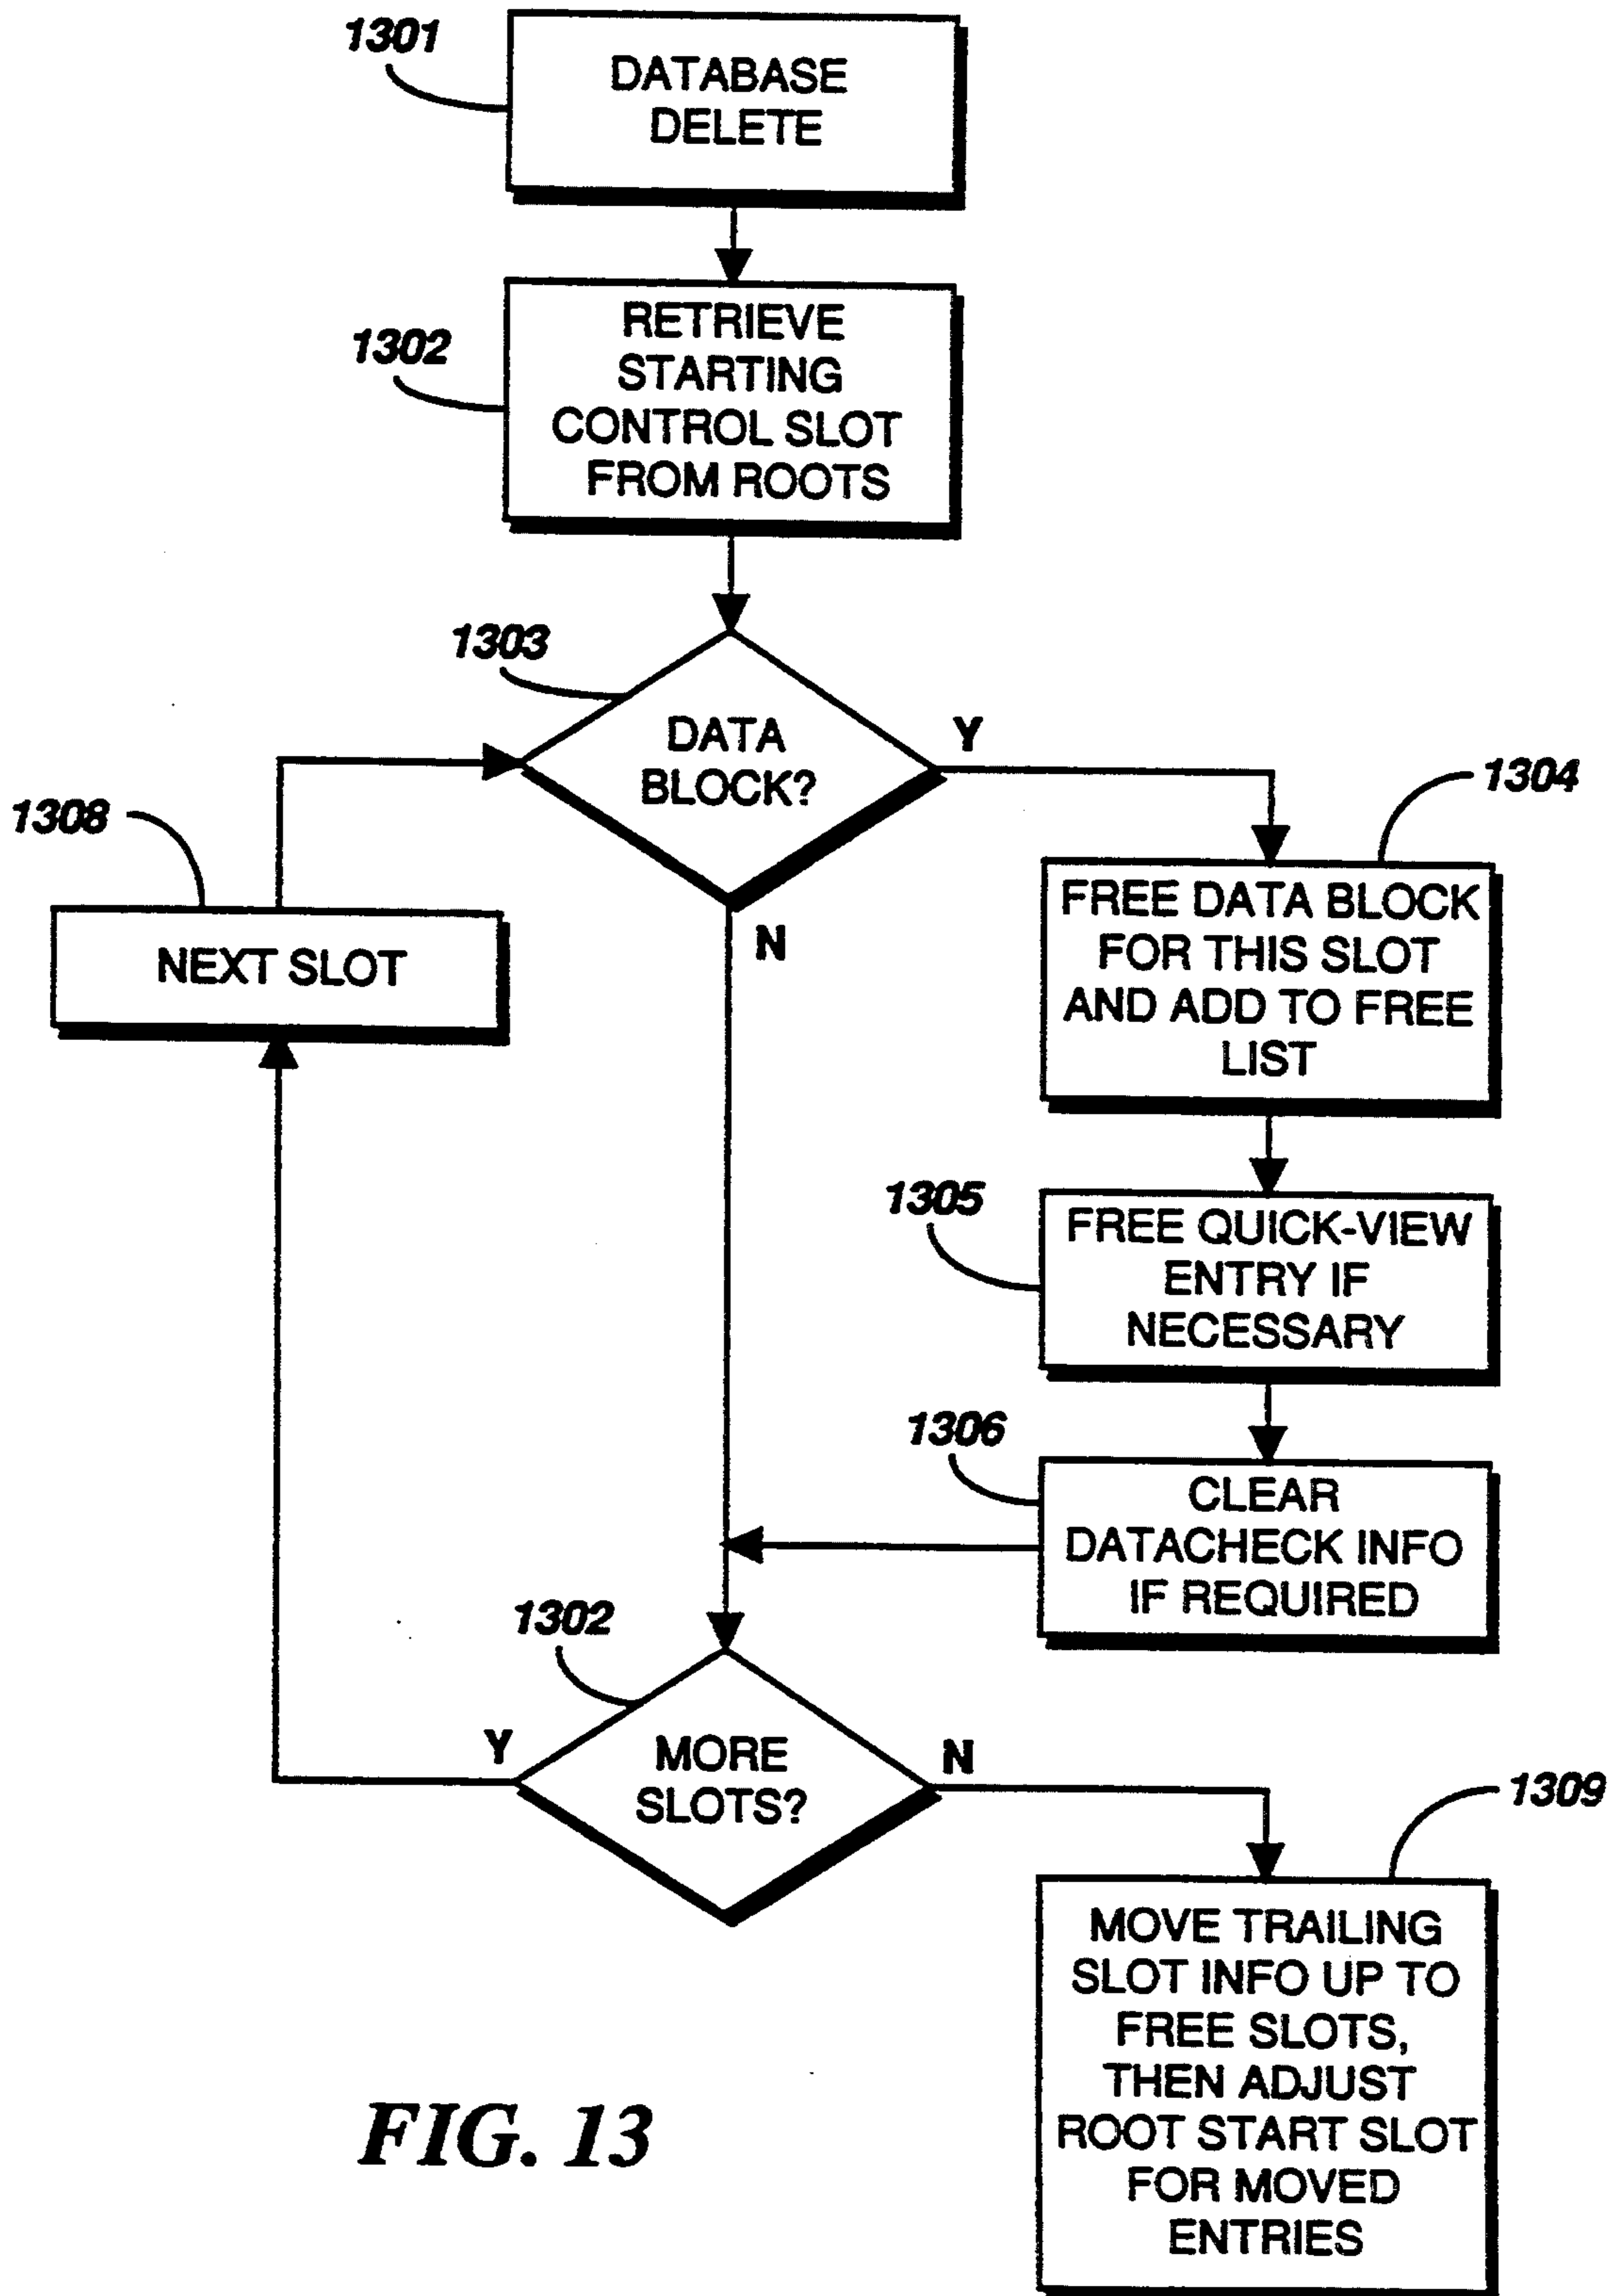 1301
DATABASE
DELETE
1302
RETRIEVE
STARTING
CONTROL SLOT
FROM ROOTS
1303
DATA
BLOCK?
Y
N
1304
FREE DATA BLOCK
FOR THIS SLOT
AND ADD TO FREE
LIST
1308
NEXT SLOT
1305
FREE QUICK-VIEW
ENTRY IF
NECESSARY
1306
CLEAR
DATACHECK INFO
IF REQUIRED
1302
MORE
SLOTS?
Y
N
1309
MOVE TRAILING
SLOT INFO UP TO
FREE SLOTS,
THEN ADJUST
ROOT START SLOT
FOR MOVED
ENTRIES
FIG. 13